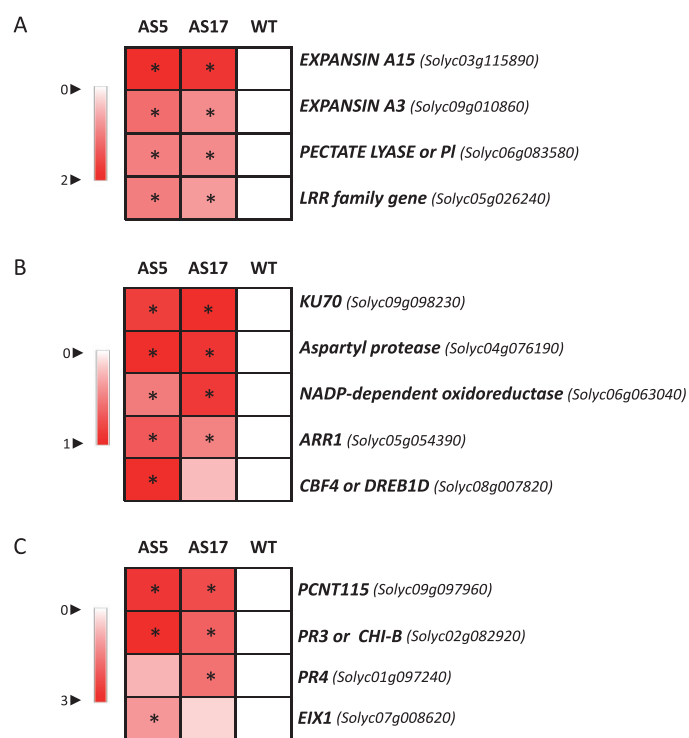 A
AS5 AS17 WT
* * EXPANSIN A15 (Solyc03g115890)
0►
* * EXPANSIN A3 (Solyc09g010860)
* * PECTATE LYASE or Pl (Solyc06g083580)
2►
* * LRR family gene (Solyc05g026240)
B
AS5 AS17 WT
* * KU70 (Solyc09g098230)
0►
* * Aspartyl protease (Solyc04g076190)
* * NADP-dependent oxidoreductase (Solyc06g063040)
1►
* * ARR1 (Solyc05g054390)
* CBF4 or DREB1D (Solyc08g007820)
C
AS5 AS17 WT
* * PCNT115 (Solyc09g097960)
0►
* * PR3 or CHI-B (Solyc02g082920)
* PR4 (Solyc01g097240)
3►
* EIX1 (Solyc07g008620)